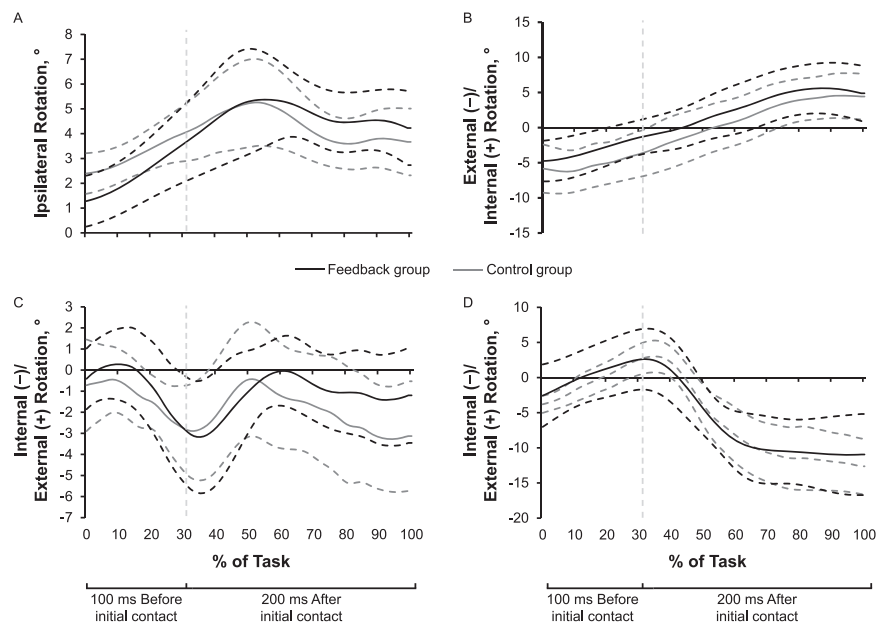 A
Ipsilateral Rotation, °
8
7
6
5
4
3
2
1
0
B
External (–)/
Internal (+) Rotation, °
15
10
5
0
-5
-10
-15
Feedback group
Control group
C
Internal (–)/
External (+) Rotation, °
3
2
1
0
-1
-2
-3
-4
-5
-6
-7
0 10 20 30 40 50 60 70 80 90 100
% of Task
100 ms Before
initial contact
200 ms After
initial contact
D
Internal (–)/
External (+) Rotation, °
10
5
0
-5
-10
-15
-20
0 10 20 30 40 50 60 70 80 90 100
% of Task
100 ms Before
initial contact
200 ms After
initial contact